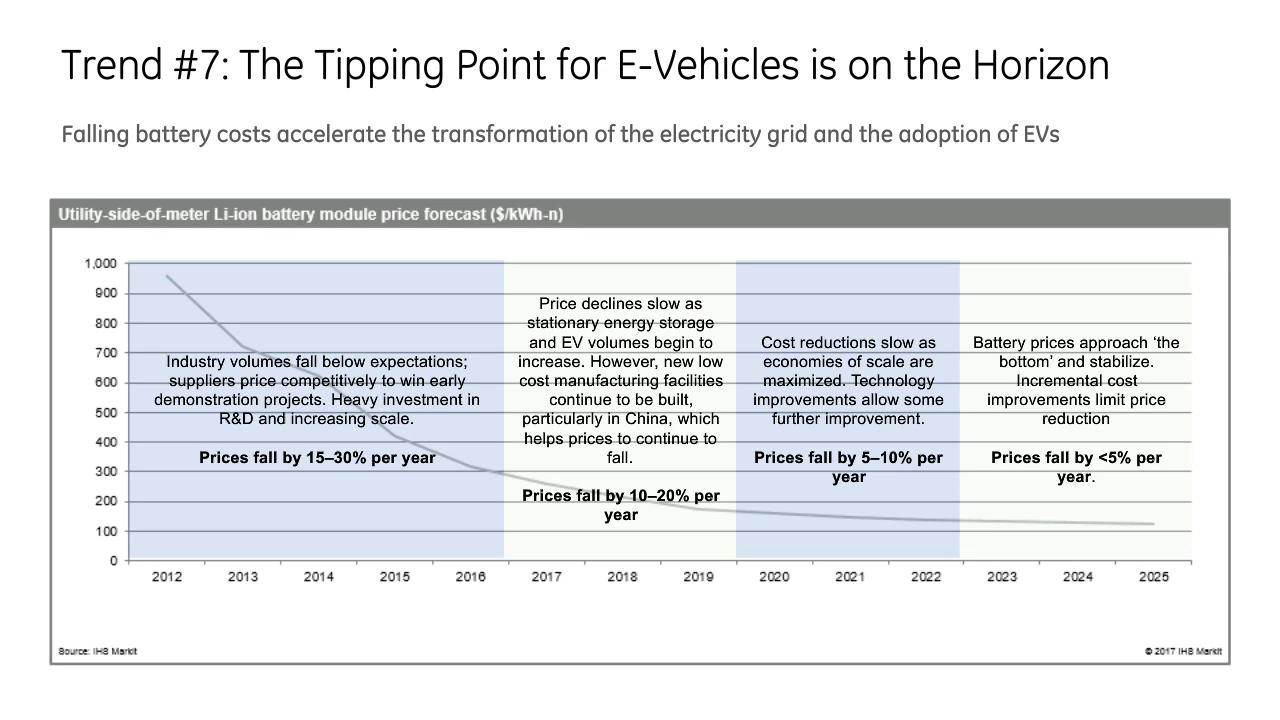 Trend #7: The Tipping Point for E-Vehicles is on the Horizon
Falling battery costs accelerate the transformation of the electricity grid and the adoption of EVs
Utility-side-of-meter Li-ion battery module price forecast ($/kWh-n)
1,000
900
800
700
600
500
400
300
200
100
0
Industry volumes fall below expectations;
suppliers price competitively to win early
demonstration projects. Heavy investment in
R&D and increasing scale.
Prices fall by 15–30% per year
Price declines slow as
stationary energy storage
and EV volumes begin to
increase. However, new low
cost manufacturing facilities
continue to be built,
particularly in China, which
helps prices to continue to
fall.
Prices fall by 10–20% per
year
Cost reductions slow as
economies of scale are
maximized. Technology
improvements allow some
further improvement.
Prices fall by 5–10% per
year
Battery prices approach ‘the
bottom’ and stabilize.
Incremental cost
improvements limit price
reduction
Prices fall by <5% per
year.
2012 2013 2014 2015 2016 2017 2018 2019 2020 2021 2022 2023 2024 2025
Source: IHS Markit
© 2017 IHS Markit